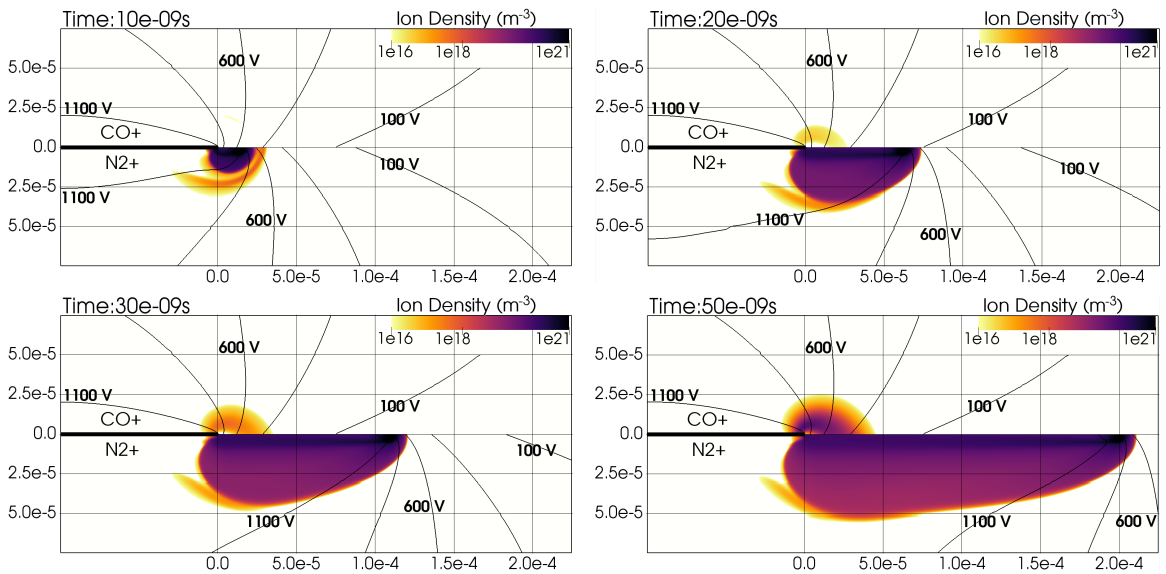 Time:10e-09s
Ion Density (m-3)
1e16 1e18 1e21
5.0e-5
600 V
2.5e-5
1100 V
100 V
CO+
0.0
N2+
100 V
2.5e-5
1100 V
600 V
5.0e-5
0.0 5.0e-5 1.0e-4 1.5e-4 2.0e-4
Time:20e-09s
Ion Density (m-3)
1e16 1e18 1e21
5.0e-5
600 V
2.5e-5
1100 V
100 V
CO+
0.0
N2+
100 V
2.5e-5
1100 V
600 V
5.0e-5
0.0 5.0e-5 1.0e-4 1.5e-4 2.0e-4
Time:30e-09s
Ion Density (m-3)
1e16 1e18 1e21
5.0e-5
600 V
2.5e-5
1100 V
100 V
CO+
0.0
N2+
100 V
2.5e-5
600 V
5.0e-5
1100 V
0.0 5.0e-5 1.0e-4 1.5e-4 2.0e-4
Time:50e-09s
Ion Density (m-3)
1e16 1e18 1e21
5.0e-5
600 V
2.5e-5
1100 V
100 V
CO+
0.0
N2+
2.5e-5
5.0e-5
1100 V
600 V
0.0 5.0e-5 1.0e-4 1.5e-4 2.0e-4